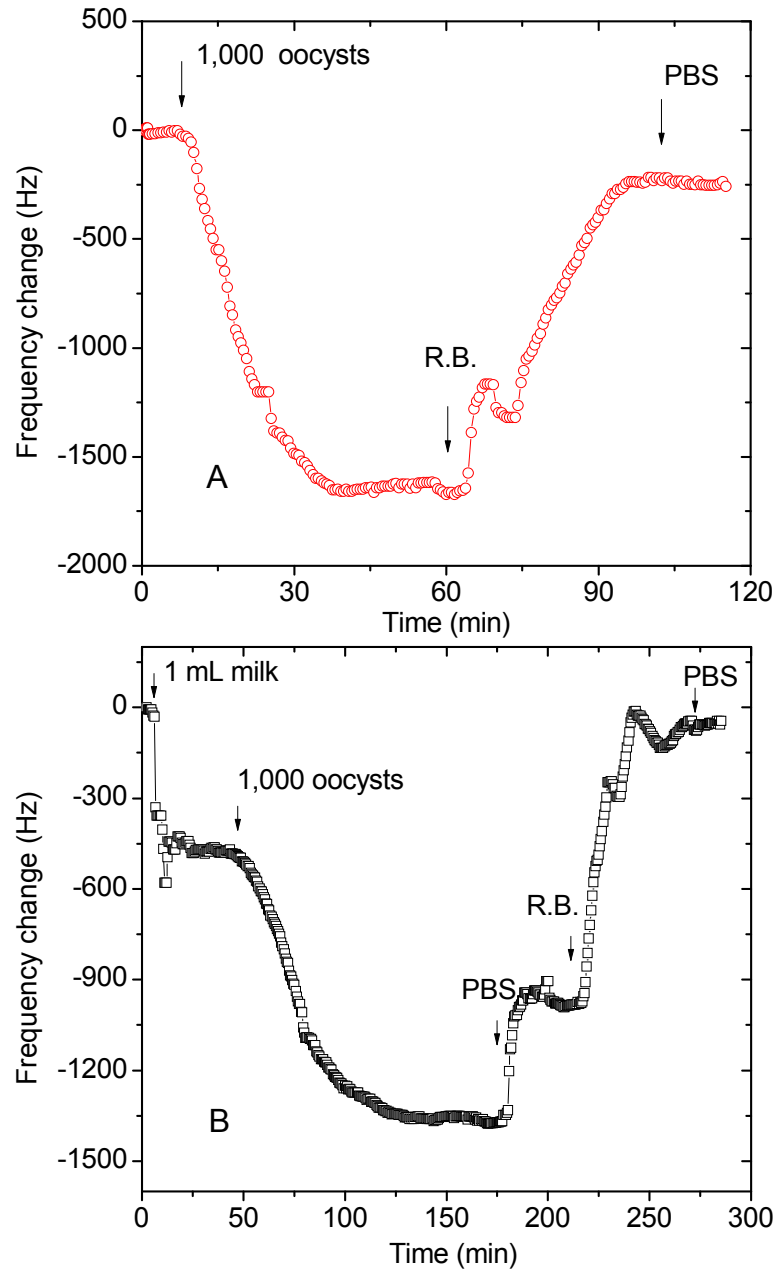 500
1,000 oocysts
PBS
0
-500
-1000
R.B.
-1500
A
-2000
0 30 60 90 120
Frequency change (Hz)
Time (min)
1 mL milk
PBS
0
1,000 oocysts
-300
-600
R.B.
-900
PBS
-1200
B
-1500
0 50 100 150 200 250 300
Frequency change (Hz)
Time (min)